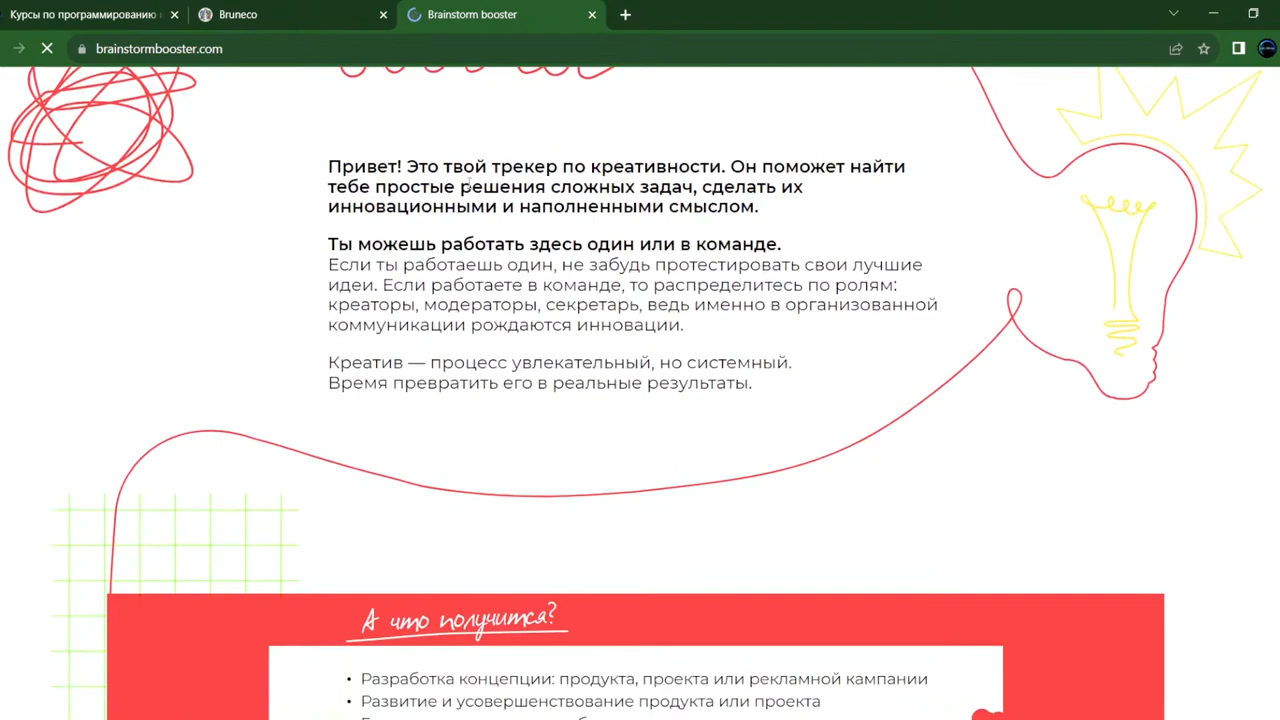 Курсы по программированию
Bruneco
Brainstorm booster
brainstormbooster.com
Привет! Это твой трекер по креативности. Он поможет найти
тебе простые решения сложных задач, сделать их
инновационными и наполненными смыслом.
Ты можешь работать здесь один или в команде.
Если ты работаешь один, не забудь протестировать свои лучшие
идеи. Если работаете в команде, то распределитесь по ролям:
креаторы, модераторы, секретарь, ведь именно в организованной
коммуникации рождаются инновации.
Креатив — процесс увлекательный, но системный.
Время превратить его в реальные результаты.
А что получится?
• Разработка концепции: продукта, проекта или рекламной кампании
• Развитие и усовершенствование продукта или проекта